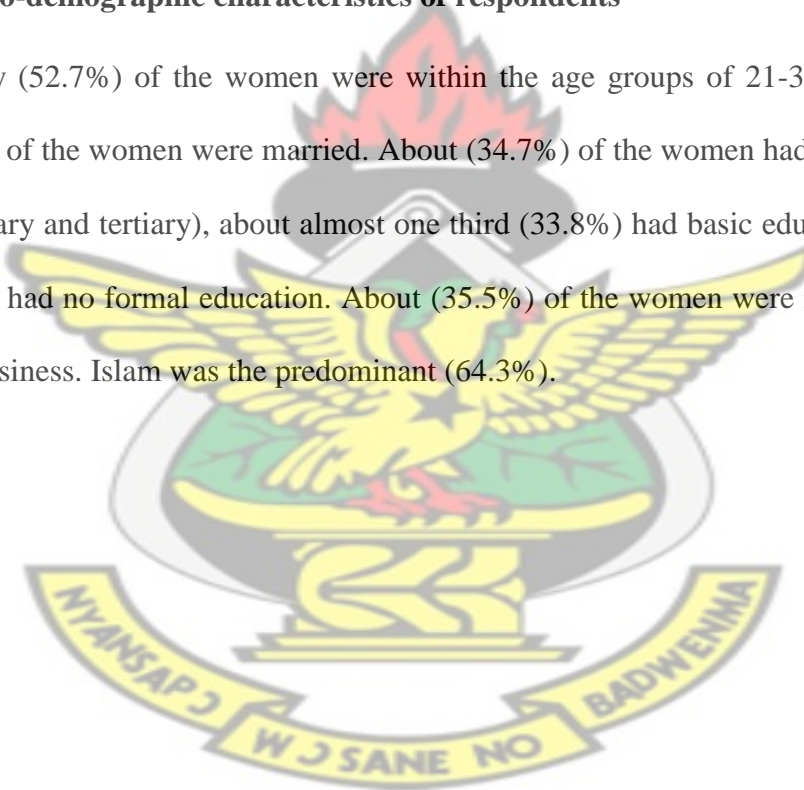 o-demographic characteristics of respondents
(52.7%) of the women were within the age groups of 21-3
of the women were married. About (34.7%) of the women had
ary and tertiary), about almost one third (33.8%) had basic edu
had no formal education. About (35.5%) of the women were
siness. Islam was the predominant (64.3%).
NYANSAPƆ
WƆSANE NO
BADWENMA